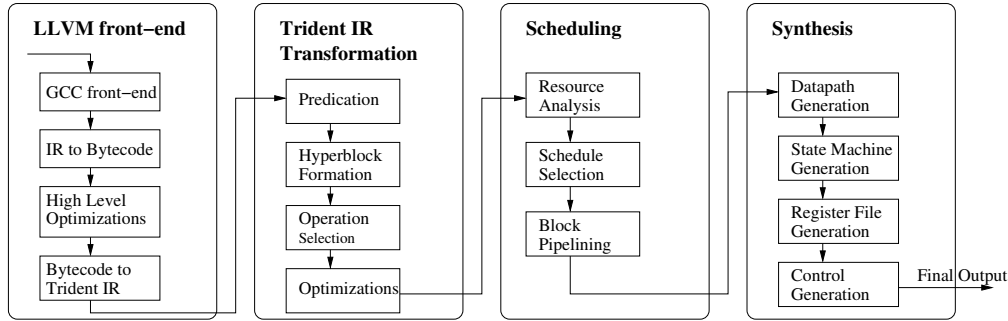 LLVM front−end
GCC front−end
IR to Bytecode
High Level
Optimizations
Bytecode to
Trident IR
Trident IR
Transformation
Predication
Hyperblock
Formation
Operation
Selection
Optimizations
Scheduling
Resource
Analysis
Schedule
Selection
Block
Pipelining
Synthesis
Datapath
Generation
State Machine
Generation
Register File
Generation
Control
Generation
Final Output